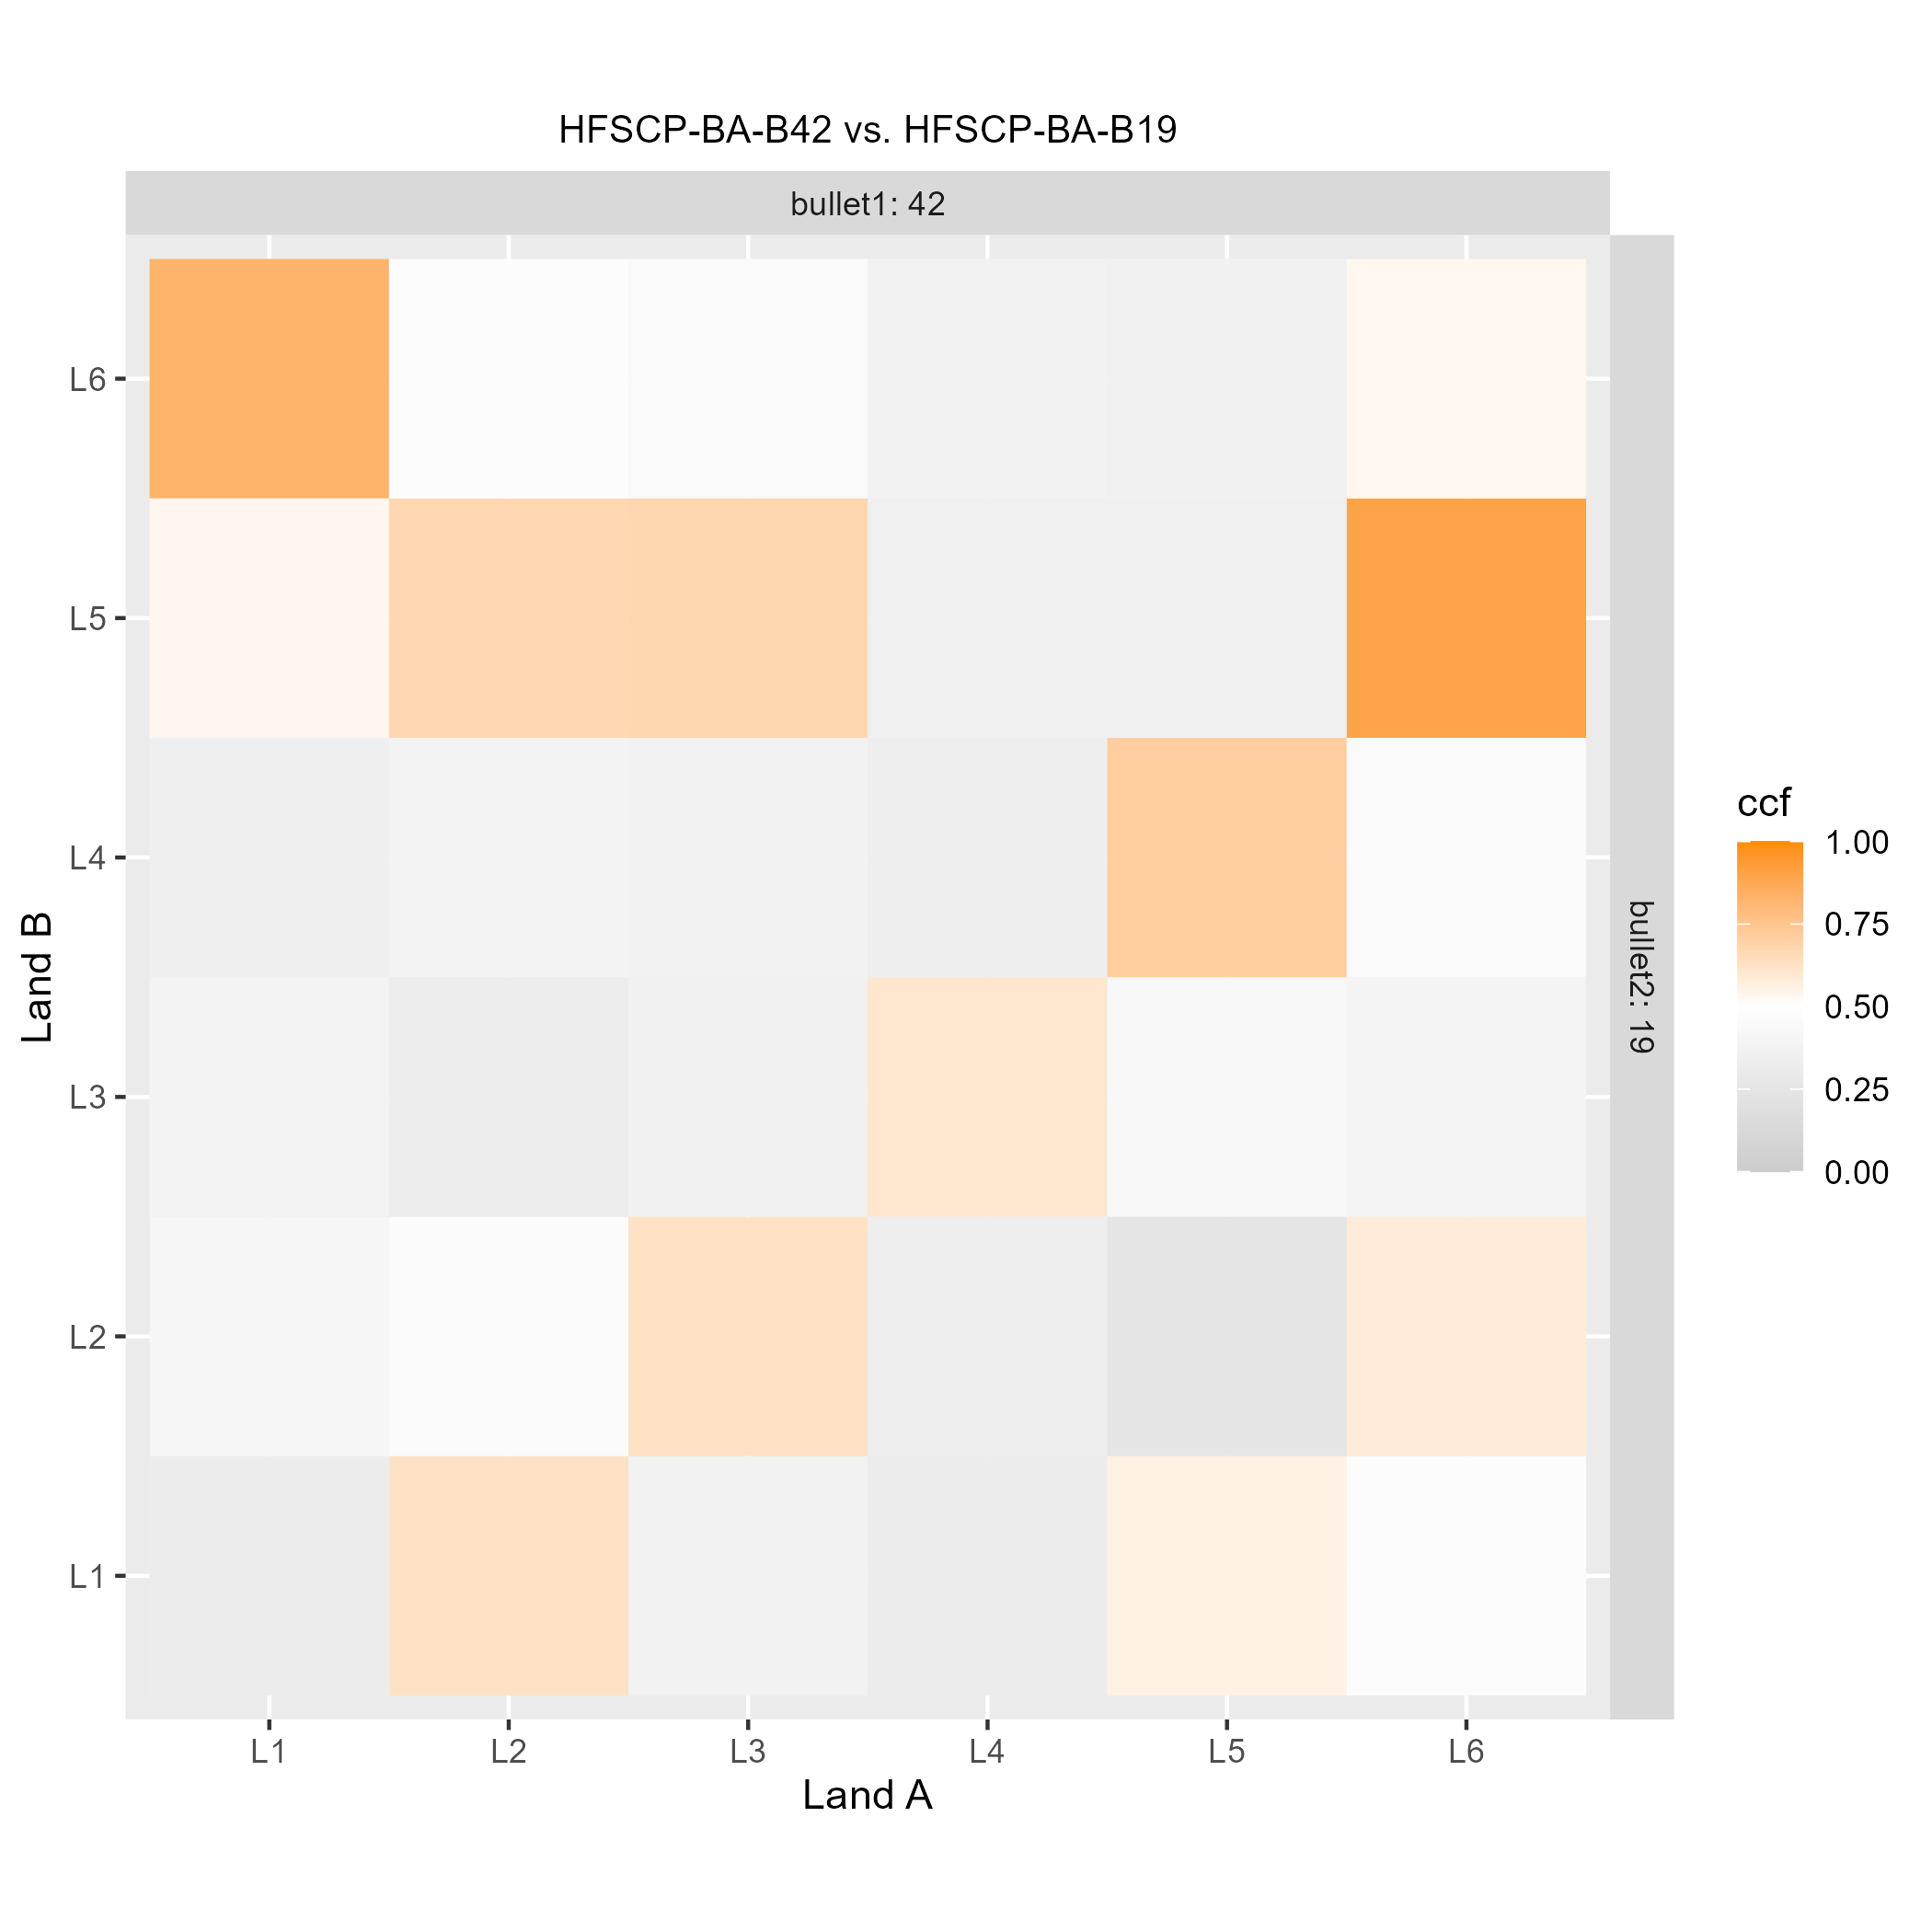 HFSCP-BA-B42 vs. HFSCP-BA-B19
bullet1: 42
bullet2: 19
Land B
L6
L5
L4
L3
L2
L1
L1 L2 L3 L4 L5 L6
Land A
ccf
1.00
0.75
0.50
0.25
0.00